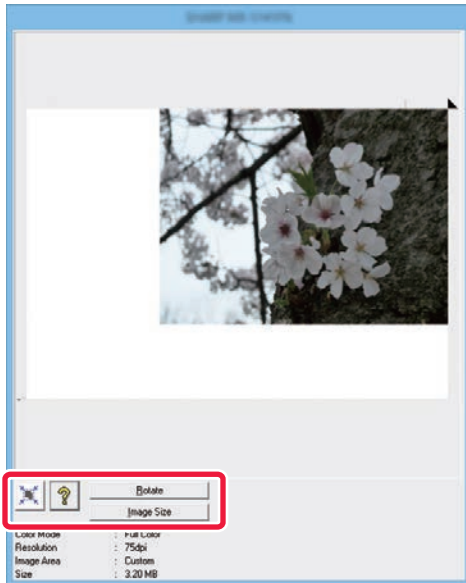 ?
Rotate
Image Size
Color Mode : Full Color
Resolution : 75dpi
Image Area : Custom
Size : 3.20 MB